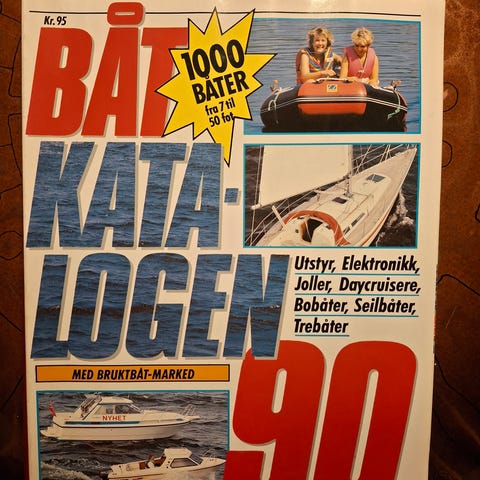 Kr. 95
BÅT
1000
BÅTER
fra 7 til
50 fot
KATA-
LOGEN
Utstyr, Elektronikk,
Joller, Daycruisere,
Bobåter, Seilbåter,
Trebåter
MED BRUKTBÅT-MARKED
90
NYHET